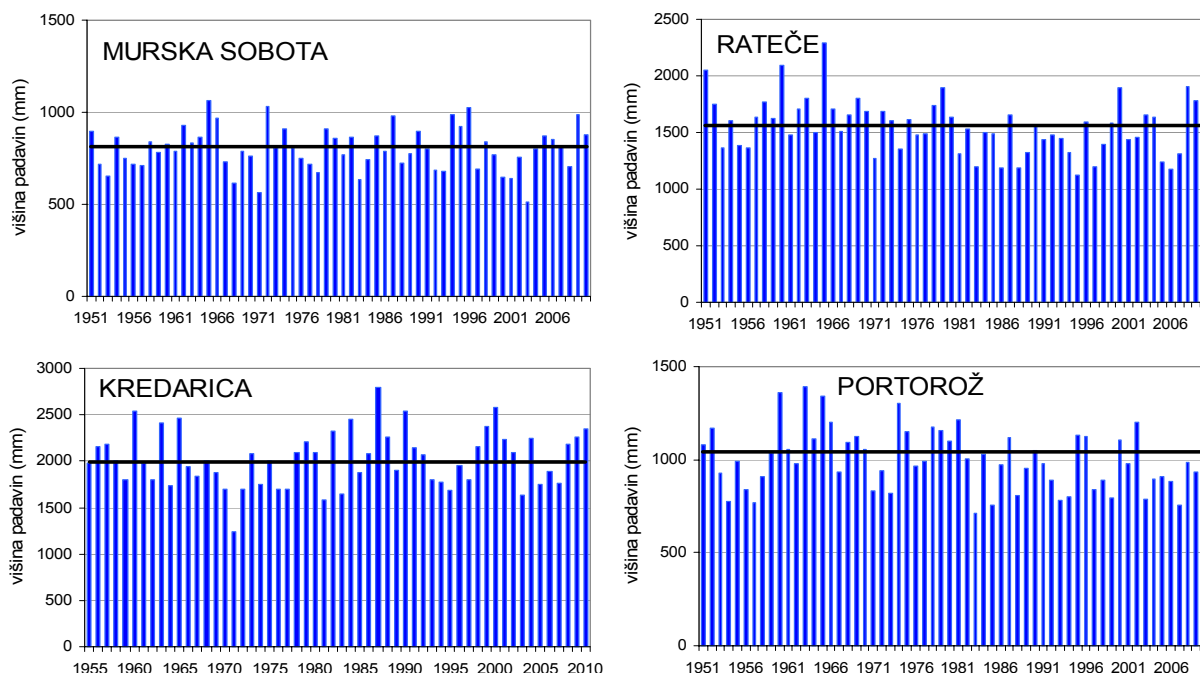 MURSKA SOBOTA
višina padavin (mm)
1500
1000
500
0
1951 1956 1961 1966 1971 1976 1981 1986 1991 1996 2001 2006
RATEČE
višina padavin (mm)
2500
2000
1500
1000
500
0
1951 1956 1961 1966 1971 1976 1981 1986 1991 1996 2001 2006
KREDARICA
višina padavin (mm)
3000
2500
2000
1500
1000
500
0
1955 1960 1965 1970 1975 1980 1985 1990 1995 2000 2005 2010
PORTOROŽ
višina padavin (mm)
1500
1000
500
0
1951 1956 1961 1966 1971 1976 1981 1986 1991 1996 2001 2006